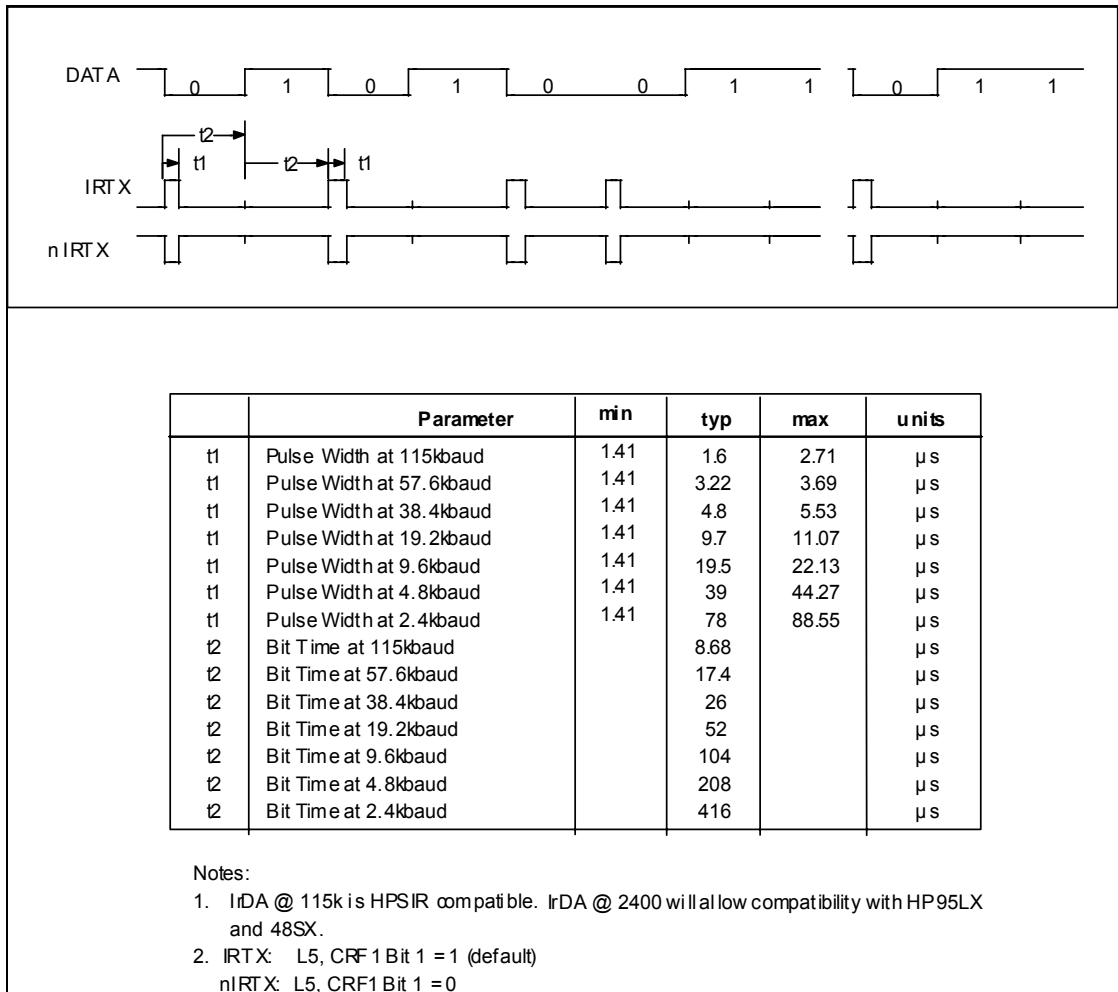 DATA 0 1 0 1 0 0 1 1 0 1 1
t2
t1 t2 t1
IRTX
nIRTX
Parameter min typ max units
t1 Pulse Width at 115kbaud 1.41 1.6 2.71 µs
t1 Pulse Width at 57.6kbaud 1.41 3.22 3.69 µs
t1 Pulse Width at 38.4kbaud 1.41 4.8 5.53 µs
t1 Pulse Width at 19.2kbaud 1.41 9.7 11.07 µs
t1 Pulse Width at 9.6kbaud 1.41 19.5 22.13 µs
t1 Pulse Width at 4.8kbaud 1.41 39 44.27 µs
t1 Pulse Width at 2.4kbaud 1.41 78 88.55 µs
t2 Bit Time at 115kbaud 8.68 µs
t2 Bit Time at 57.6kbaud 17.4 µs
t2 Bit Time at 38.4kbaud 26 µs
t2 Bit Time at 19.2kbaud 52 µs
t2 Bit Time at 9.6kbaud 104 µs
t2 Bit Time at 4.8kbaud 208 µs
t2 Bit Time at 2.4kbaud 416 µs
Notes:
1. IrDA @ 115k is HPSIR compatible. IrDA @ 2400 will allow compatibility with HP95LX
and 48SX.
2. IRTX: L5, CRF1 Bit 1 = 1 (default)
nIRTX: L5, CRF1 Bit 1 = 0